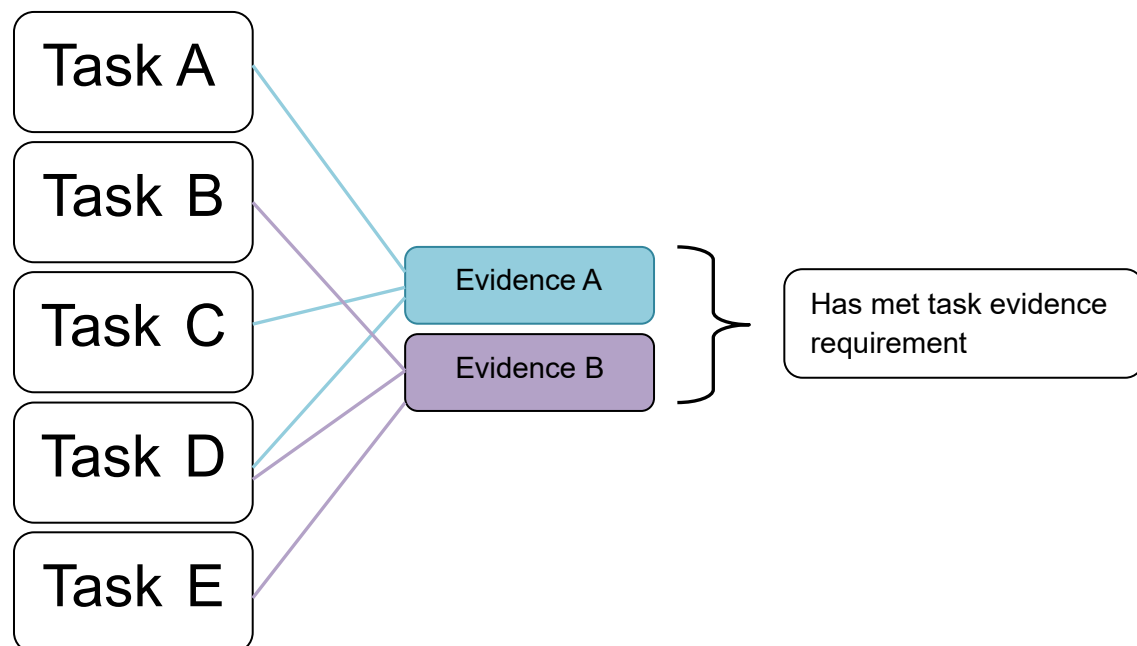 Task A
Task B
Task C
Task D
Task E
Evidence A
Evidence B
Has met task evidence
requirement